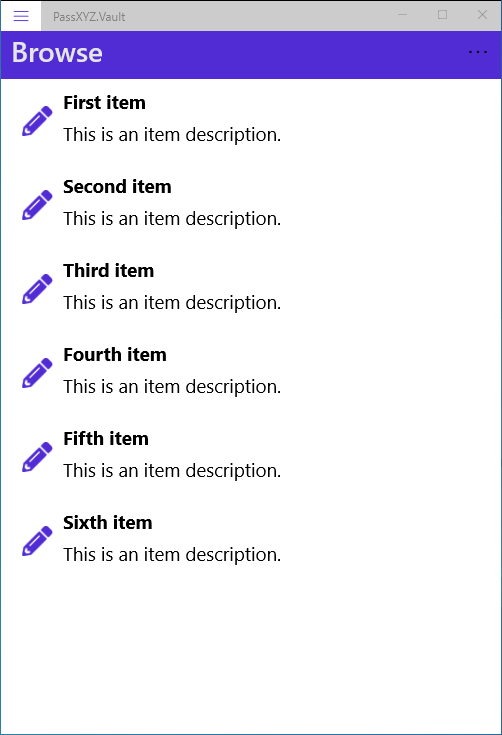 PassXYZ.Vault
Browse
First item
This is an item description.
Second item
This is an item description.
Third item
This is an item description.
Fourth item
This is an item description.
Fifth item
This is an item description.
Sixth item
This is an item description.